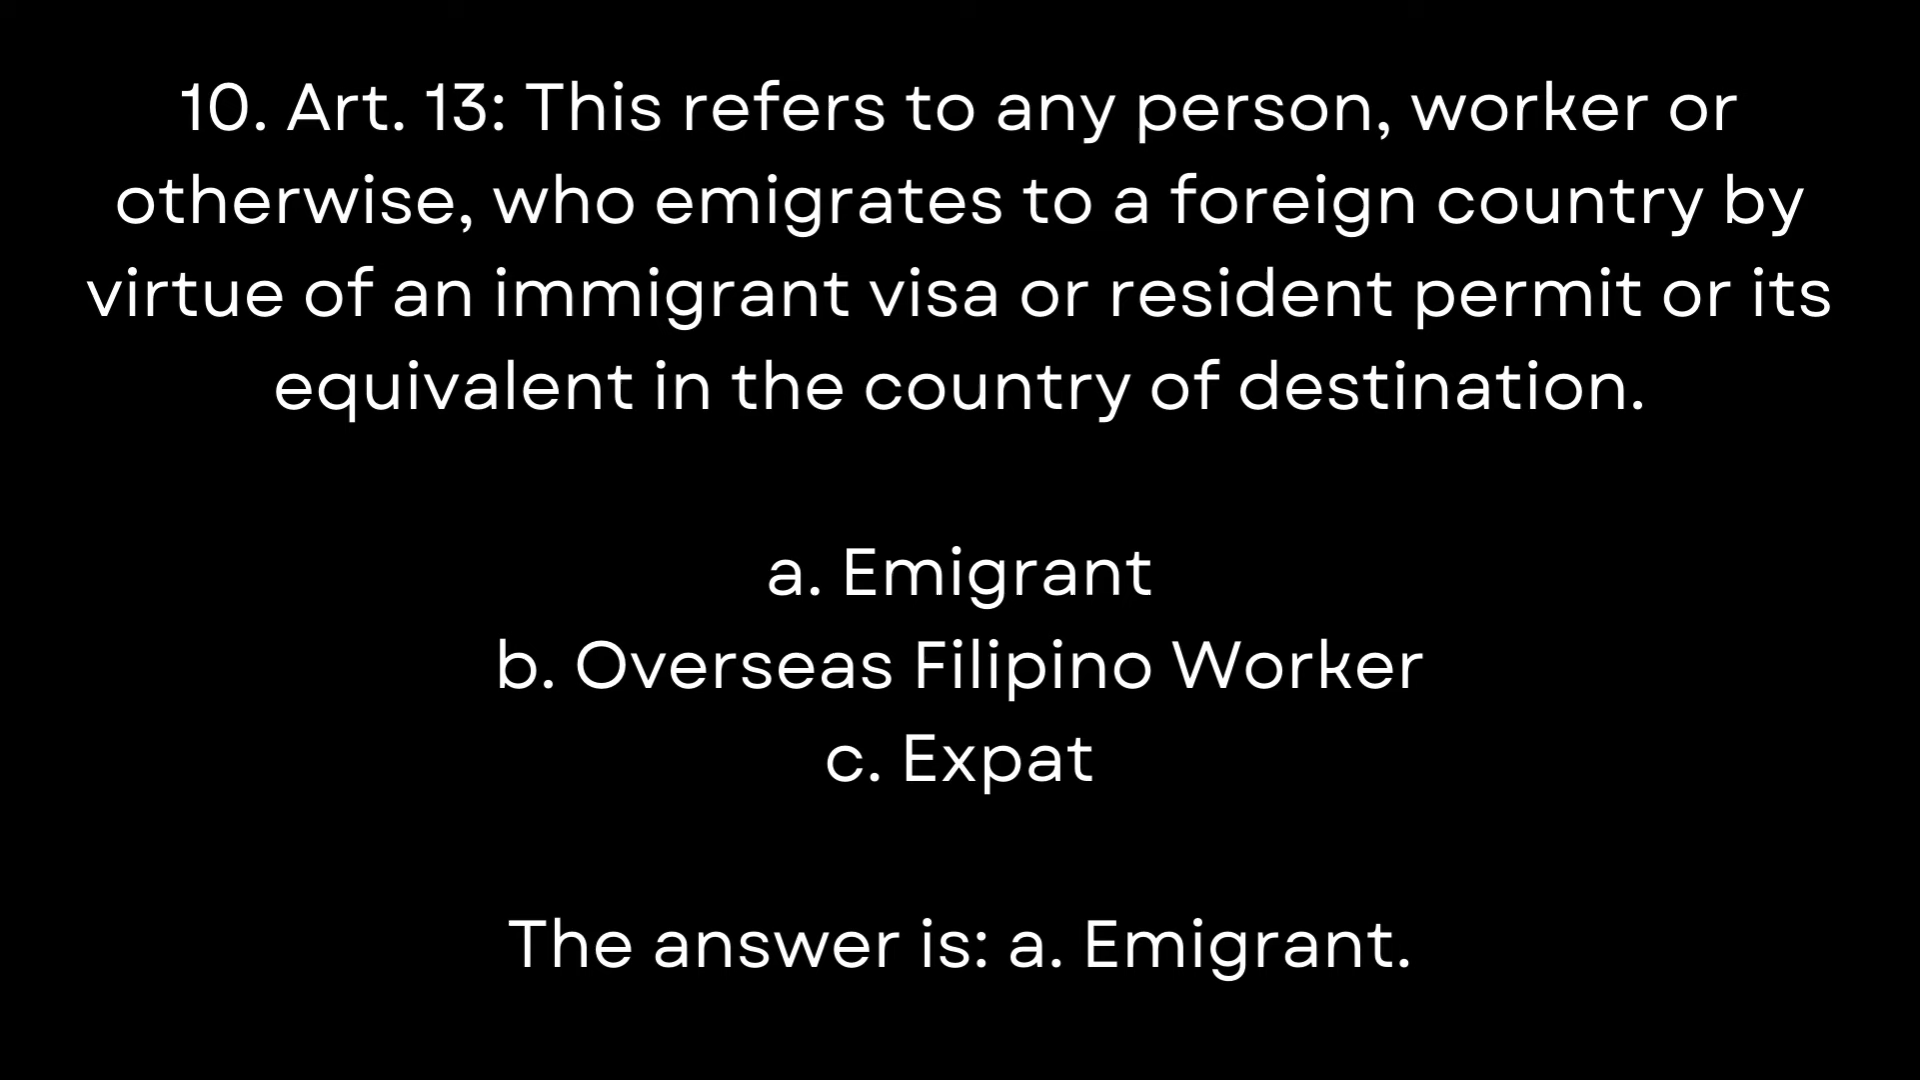 10. Art. 13: This refers to any person, worker or
otherwise, who emigrates to a foreign country by
virtue of an immigrant visa or resident permit or its
equivalent in the country of destination.
a. Emigrant
b. Overseas Filipino Worker
c. Expat
The answer is: a. Emigrant.